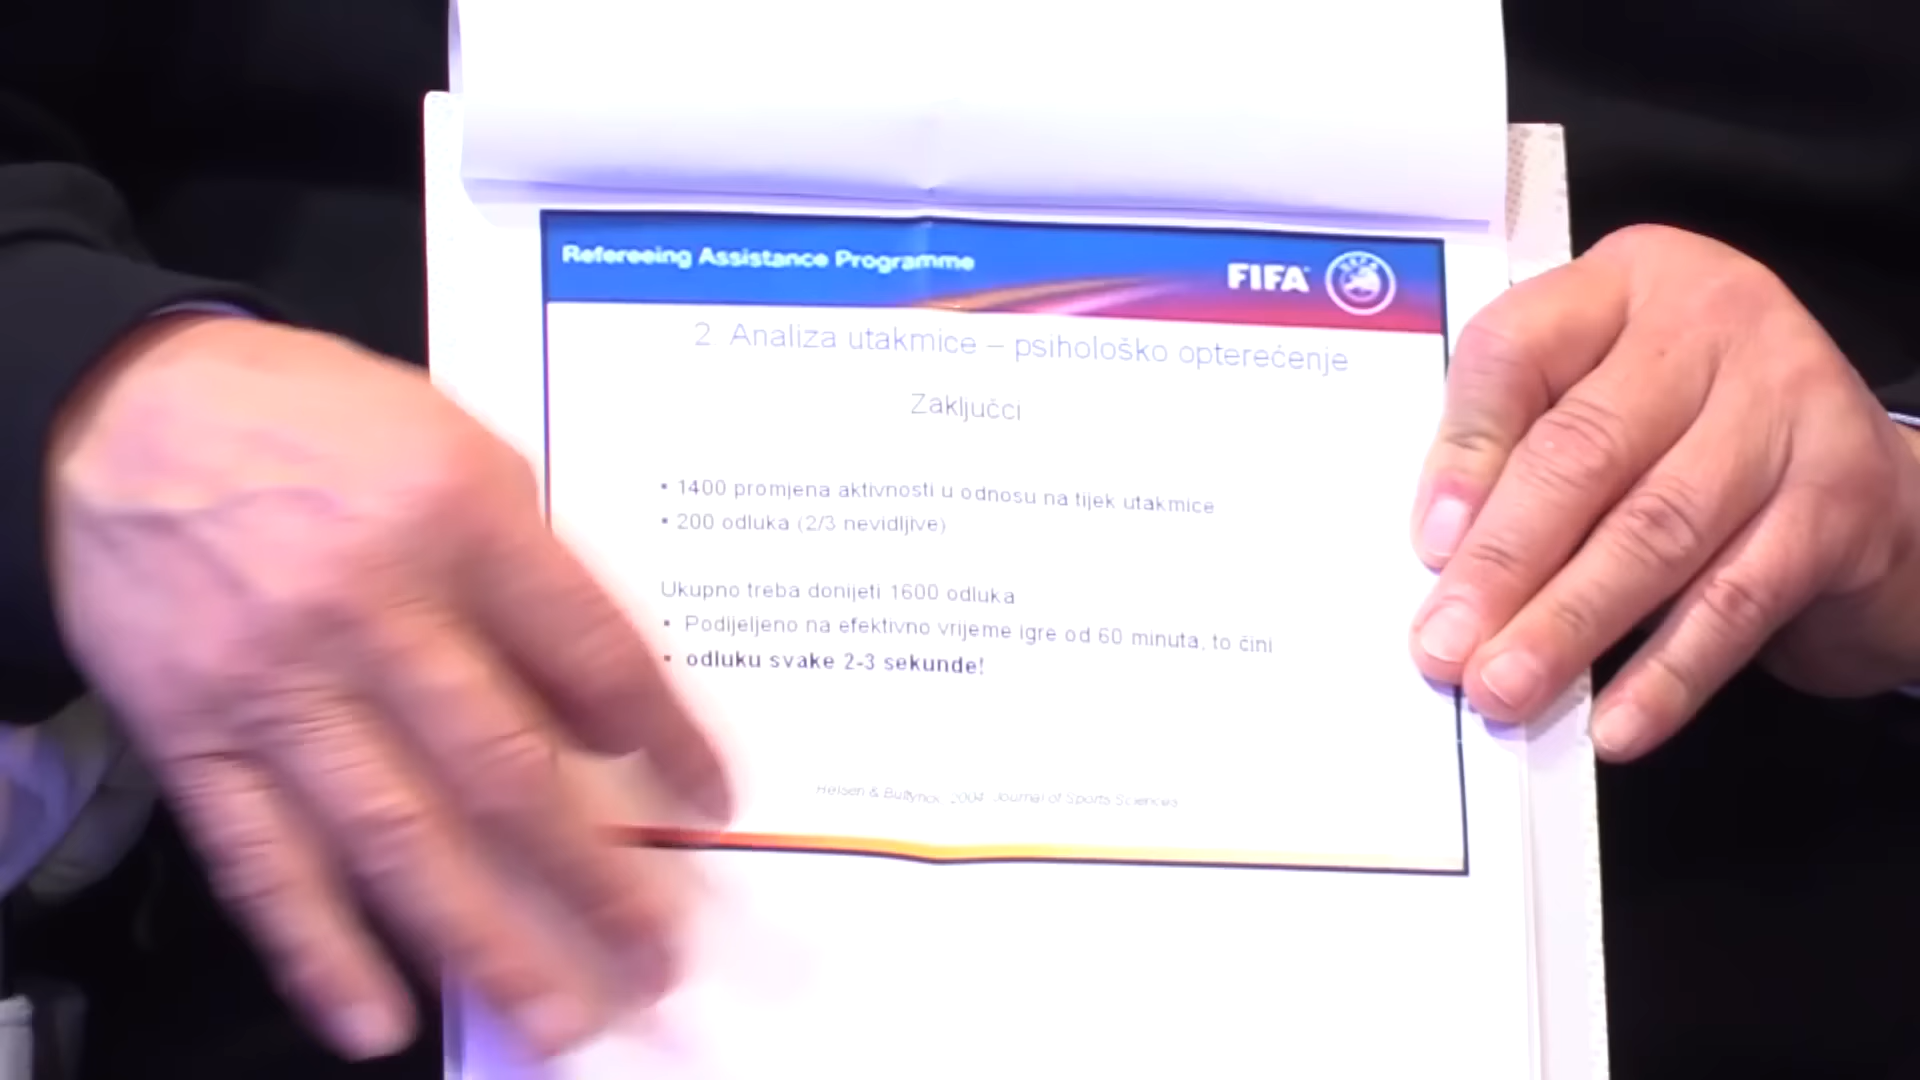 Refereeing Assistance Programme
FIFA
2 Analiza utakmice – psihološko opterećenje
Zaključci
• 1400 promjena aktivnosti u odnosu na tijek utakmice
• 200 odluka (2/3 nevidljive)
Ukupno treba donijeti 1600 odluka
• Podijeljeno na efektivno vrijeme igre od 60 minuta, to čini
• odluku svake 2-3 sekunde!
Helsen & 2004 Journal of Sports Sciences